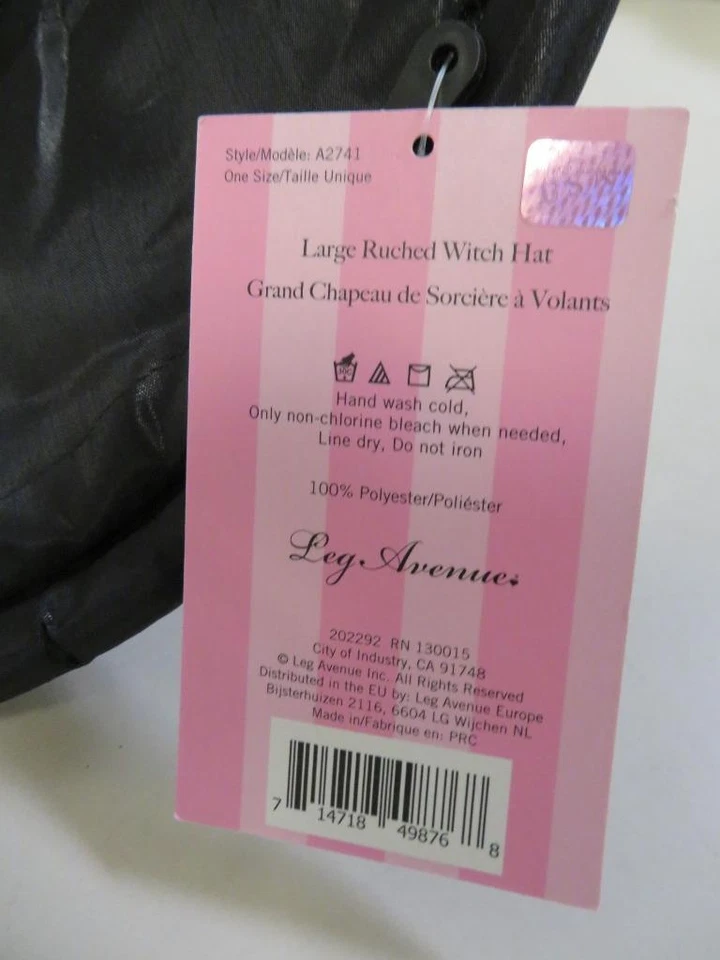 Style/Modèle: A2741
One Size/Taille Unique
Large Ruched Witch Hat
Grand Chapeau de Sorcière à Volants
Hand wash cold,
Only non-chlorine bleach when needed,
Line dry, Do not iron
100% Polyester/Poliéster
Leg Avenue
202292 RN 130015
City of Industry, CA 91748
© Leg Avenue Inc. All Rights Reserved
Distributed in the EU by: Leg Avenue Europe
Bijsterhuizen 2116, 6604 LG Wijchen NL
Made in/Fabrique en: PRC
7 14718 49876 8